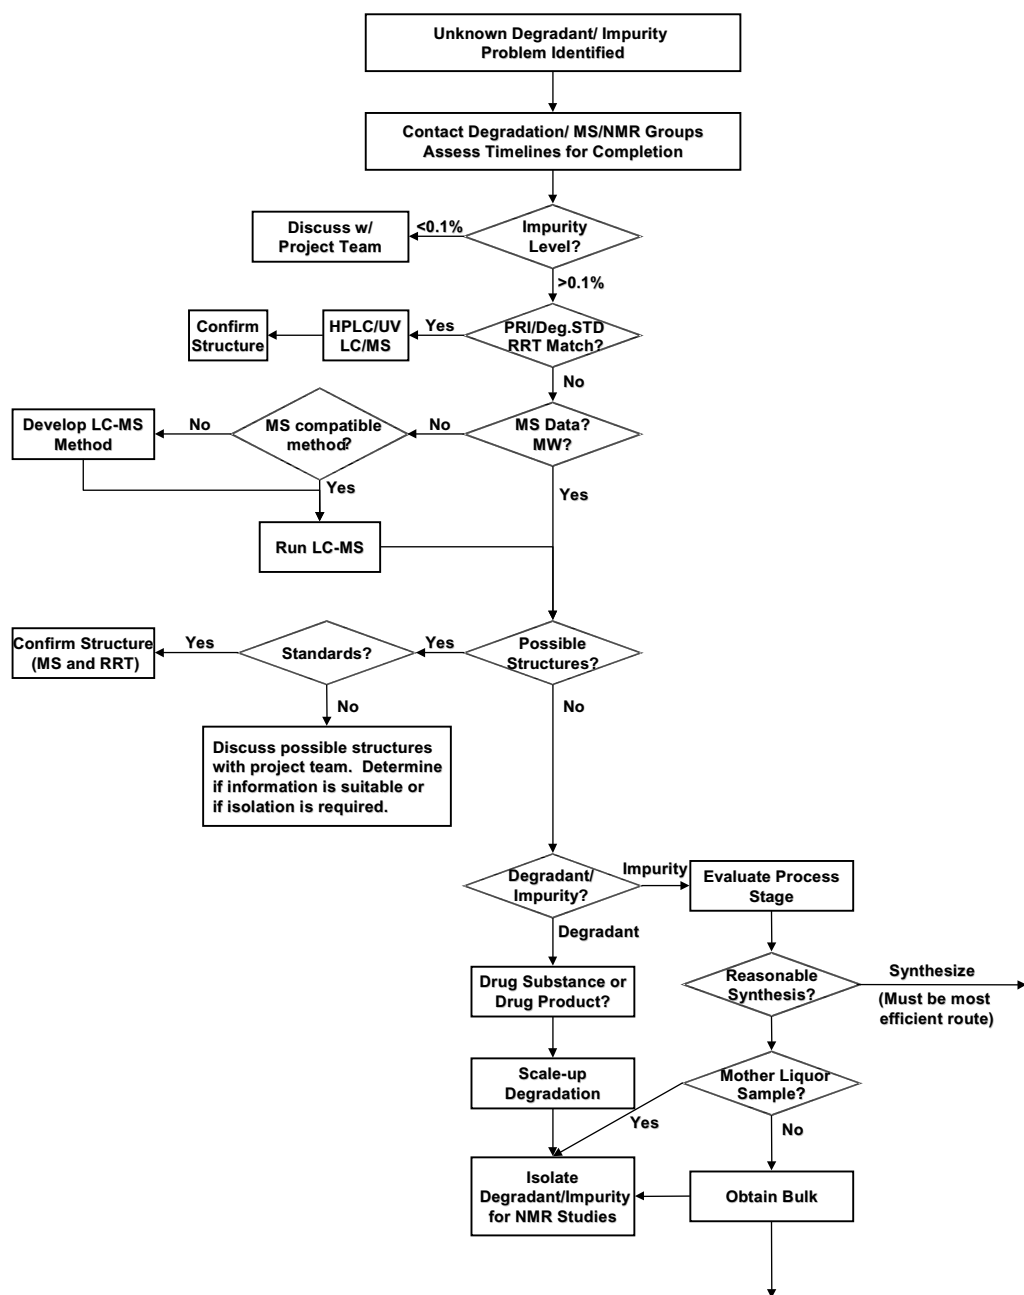 Unknown Degradant/ Impurity
Problem Identified
Contact Degradation/ MS/NMR Groups
Assess Timelines for Completion
Discuss w/
Project Team
<0.1%
Impurity
Level?
>0.1%
Confirm
Structure
HPLC/UV
LC/MS
Yes
PRI/Deg.STD
RRT Match?
No
Develop LC-MS
Method
No
MS compatible
method?
No
MS Data?
MW?
Yes
Yes
Run LC-MS
Confirm Structure
(MS and RRT)
Yes
Standards?
Yes
Possible
Structures?
No
No
Discuss possible structures
with project team. Determine
if information is suitable or
if isolation is required.
Degradant/
Impurity?
Impurity
Evaluate Process
Stage
Degradant
Drug Substance or
Drug Product?
Reasonable
Synthesis?
Synthesize
(Must be most
efficient route)
Scale-up
Degradation
Mother Liquor
Sample?
Yes
No
Isolate
Degradant/Impurity
for NMR Studies
Obtain Bulk